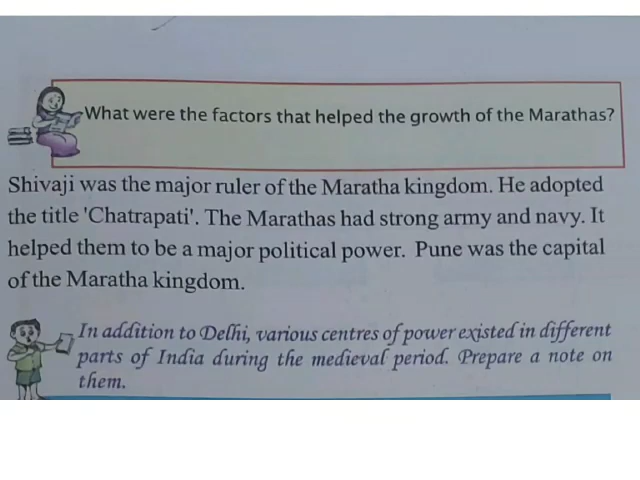 What were the factors that helped the growth of the Marathas?
Shivaji was the major ruler of the Maratha kingdom. He adopted
the title 'Chatrapati'. The Marathas had strong army and navy. It
helped them to be a major political power. Pune was the capital
of the Maratha kingdom.
In addition to Delhi, various centres of power existed in different
parts of India during the medieval period. Prepare a note on
them.